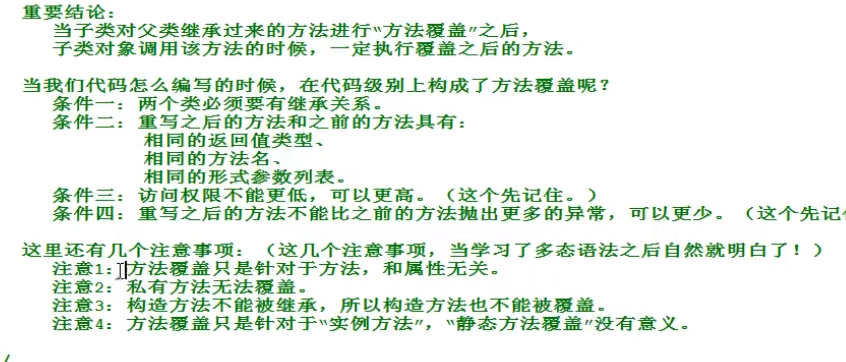 重要结论：
当子类对父类继承过来的方法进行“方法覆盖”之后，
子类对象调用该方法的时候，一定执行覆盖之后的方法。
当我们代码怎么编写的时候，在代码级别上构成了方法覆盖呢？
条件一：两个类必须要有继承关系。
条件二：重写之后的方法和之前的方法具有：
相同的返回值类型、
相同的方法名、
相同的形式参数列表。
条件三：访问权限不能更低，可以更高。（这个先记住。）
条件四：重写之后的方法不能比之前的方法抛出更多的异常，可以更少。（这个先记
这里还有几个注意事项：（这几个注意事项，当学习了多态语法之后自然就明白了！）
注意1：方法覆盖只是针对于方法，和属性无关。
注意2：私有方法无法覆盖。
注意3：构造方法不能被继承，所以构造方法也不能被覆盖。
注意4：方法覆盖只是针对于“实例方法”，“静态方法覆盖”没有意义。
/